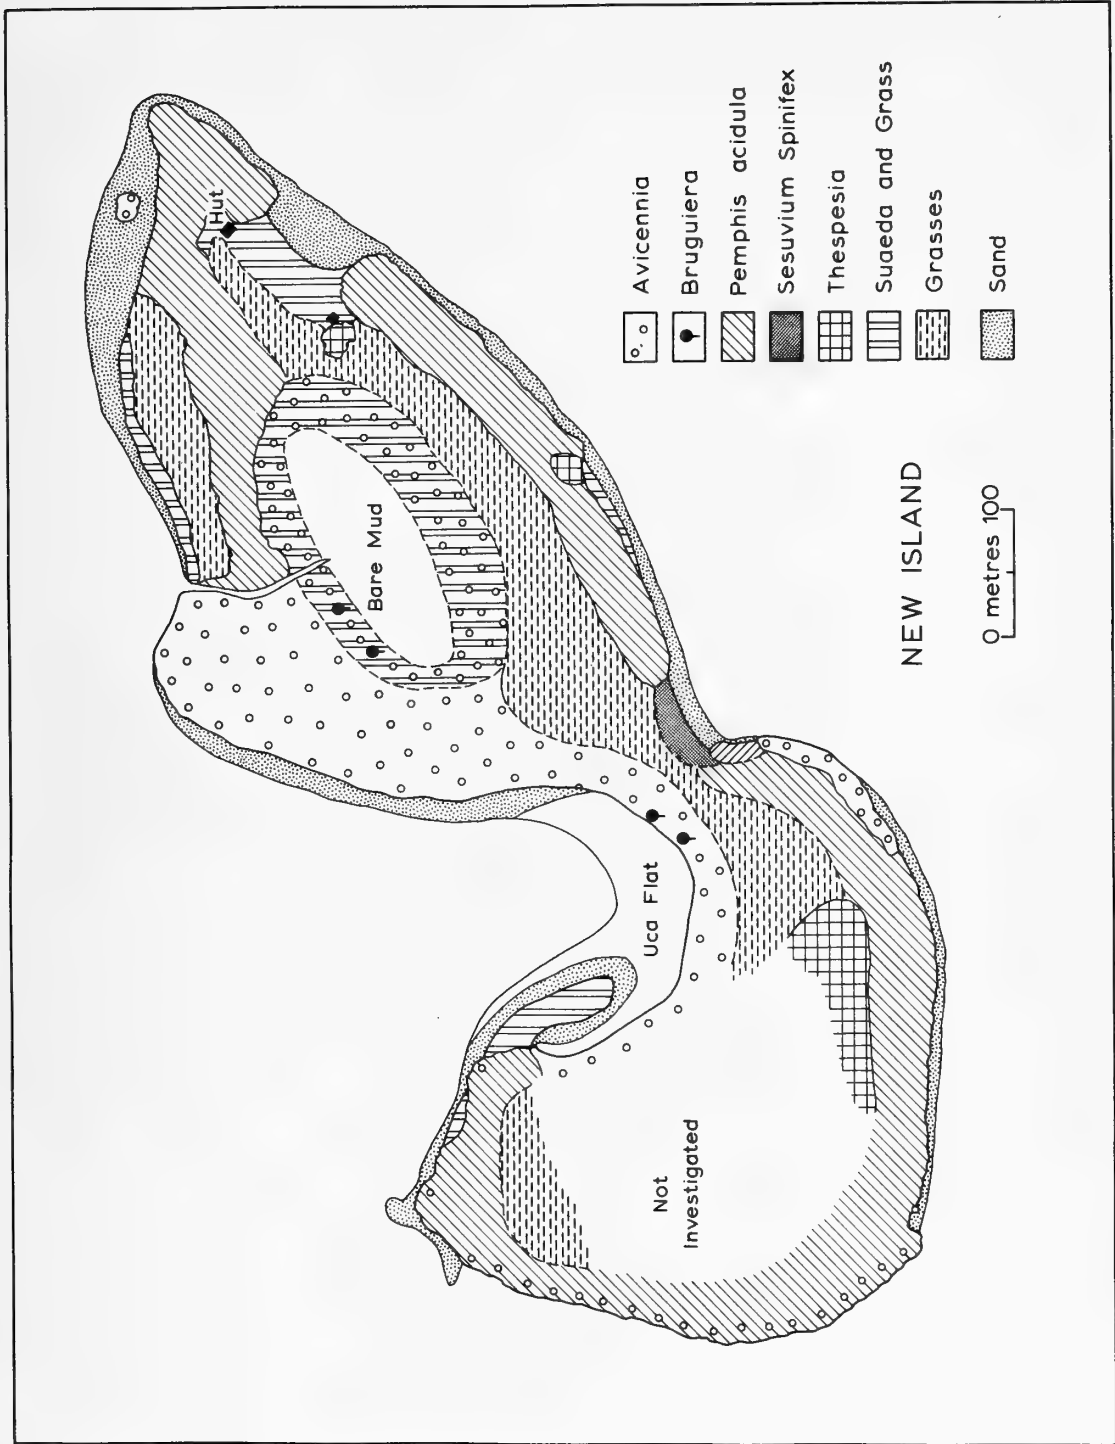 Hut
Bare Mud
Uca Flat
Not
Investigated
Avicennia
Bruguiera
Pemphis acidula
Sesuvium Spinifex
Thespesia
Suaeda and Grass
Grasses
Sand
NEW ISLAND
0 metres 100